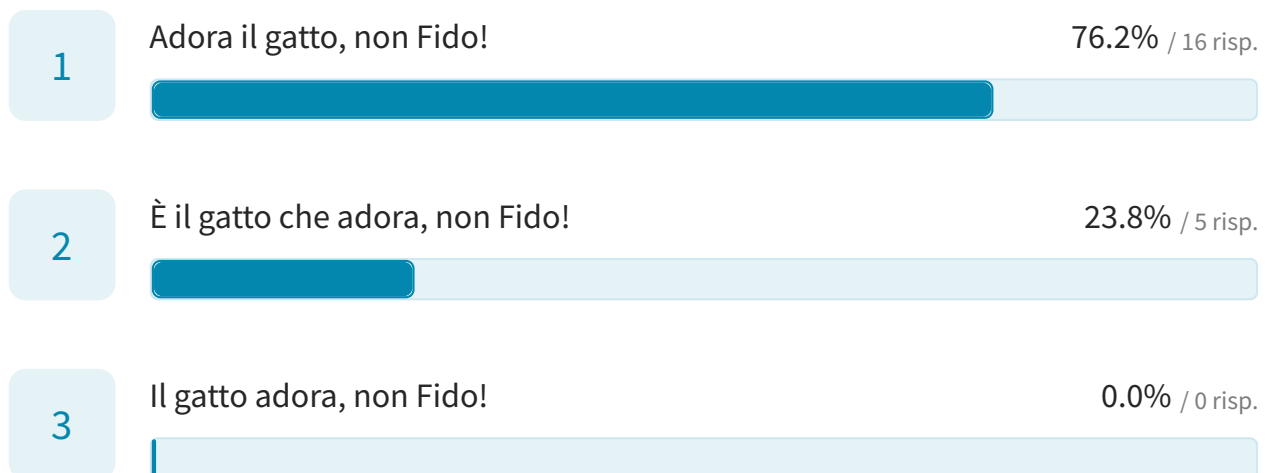 1
Adora il gatto, non Fido! 76.2% / 16 risp.
2
È il gatto che adora, non Fido! 23.8% / 5 risp.
3
Il gatto adora, non Fido! 0.0% / 0 risp.